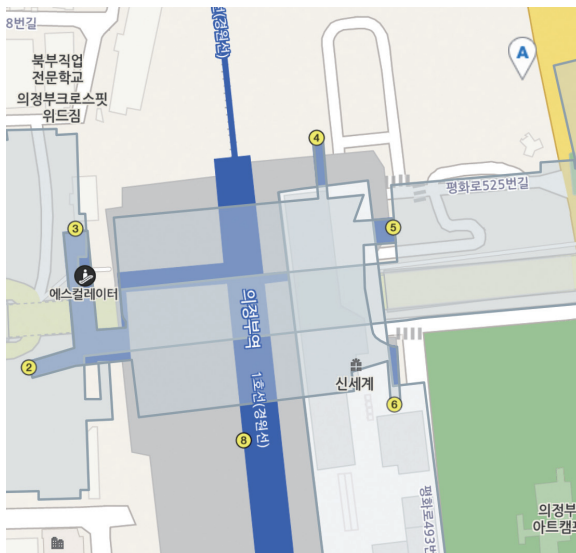 8번길
선(경원선)
A
북부직업
전문학교
의정부크로스핏
위드짐
4
평화로525번길
3
5
에스컬레이터
의정부역
2
신세계
1호선(경원선)
6
8
평화로493번길
의정부
아트캠프